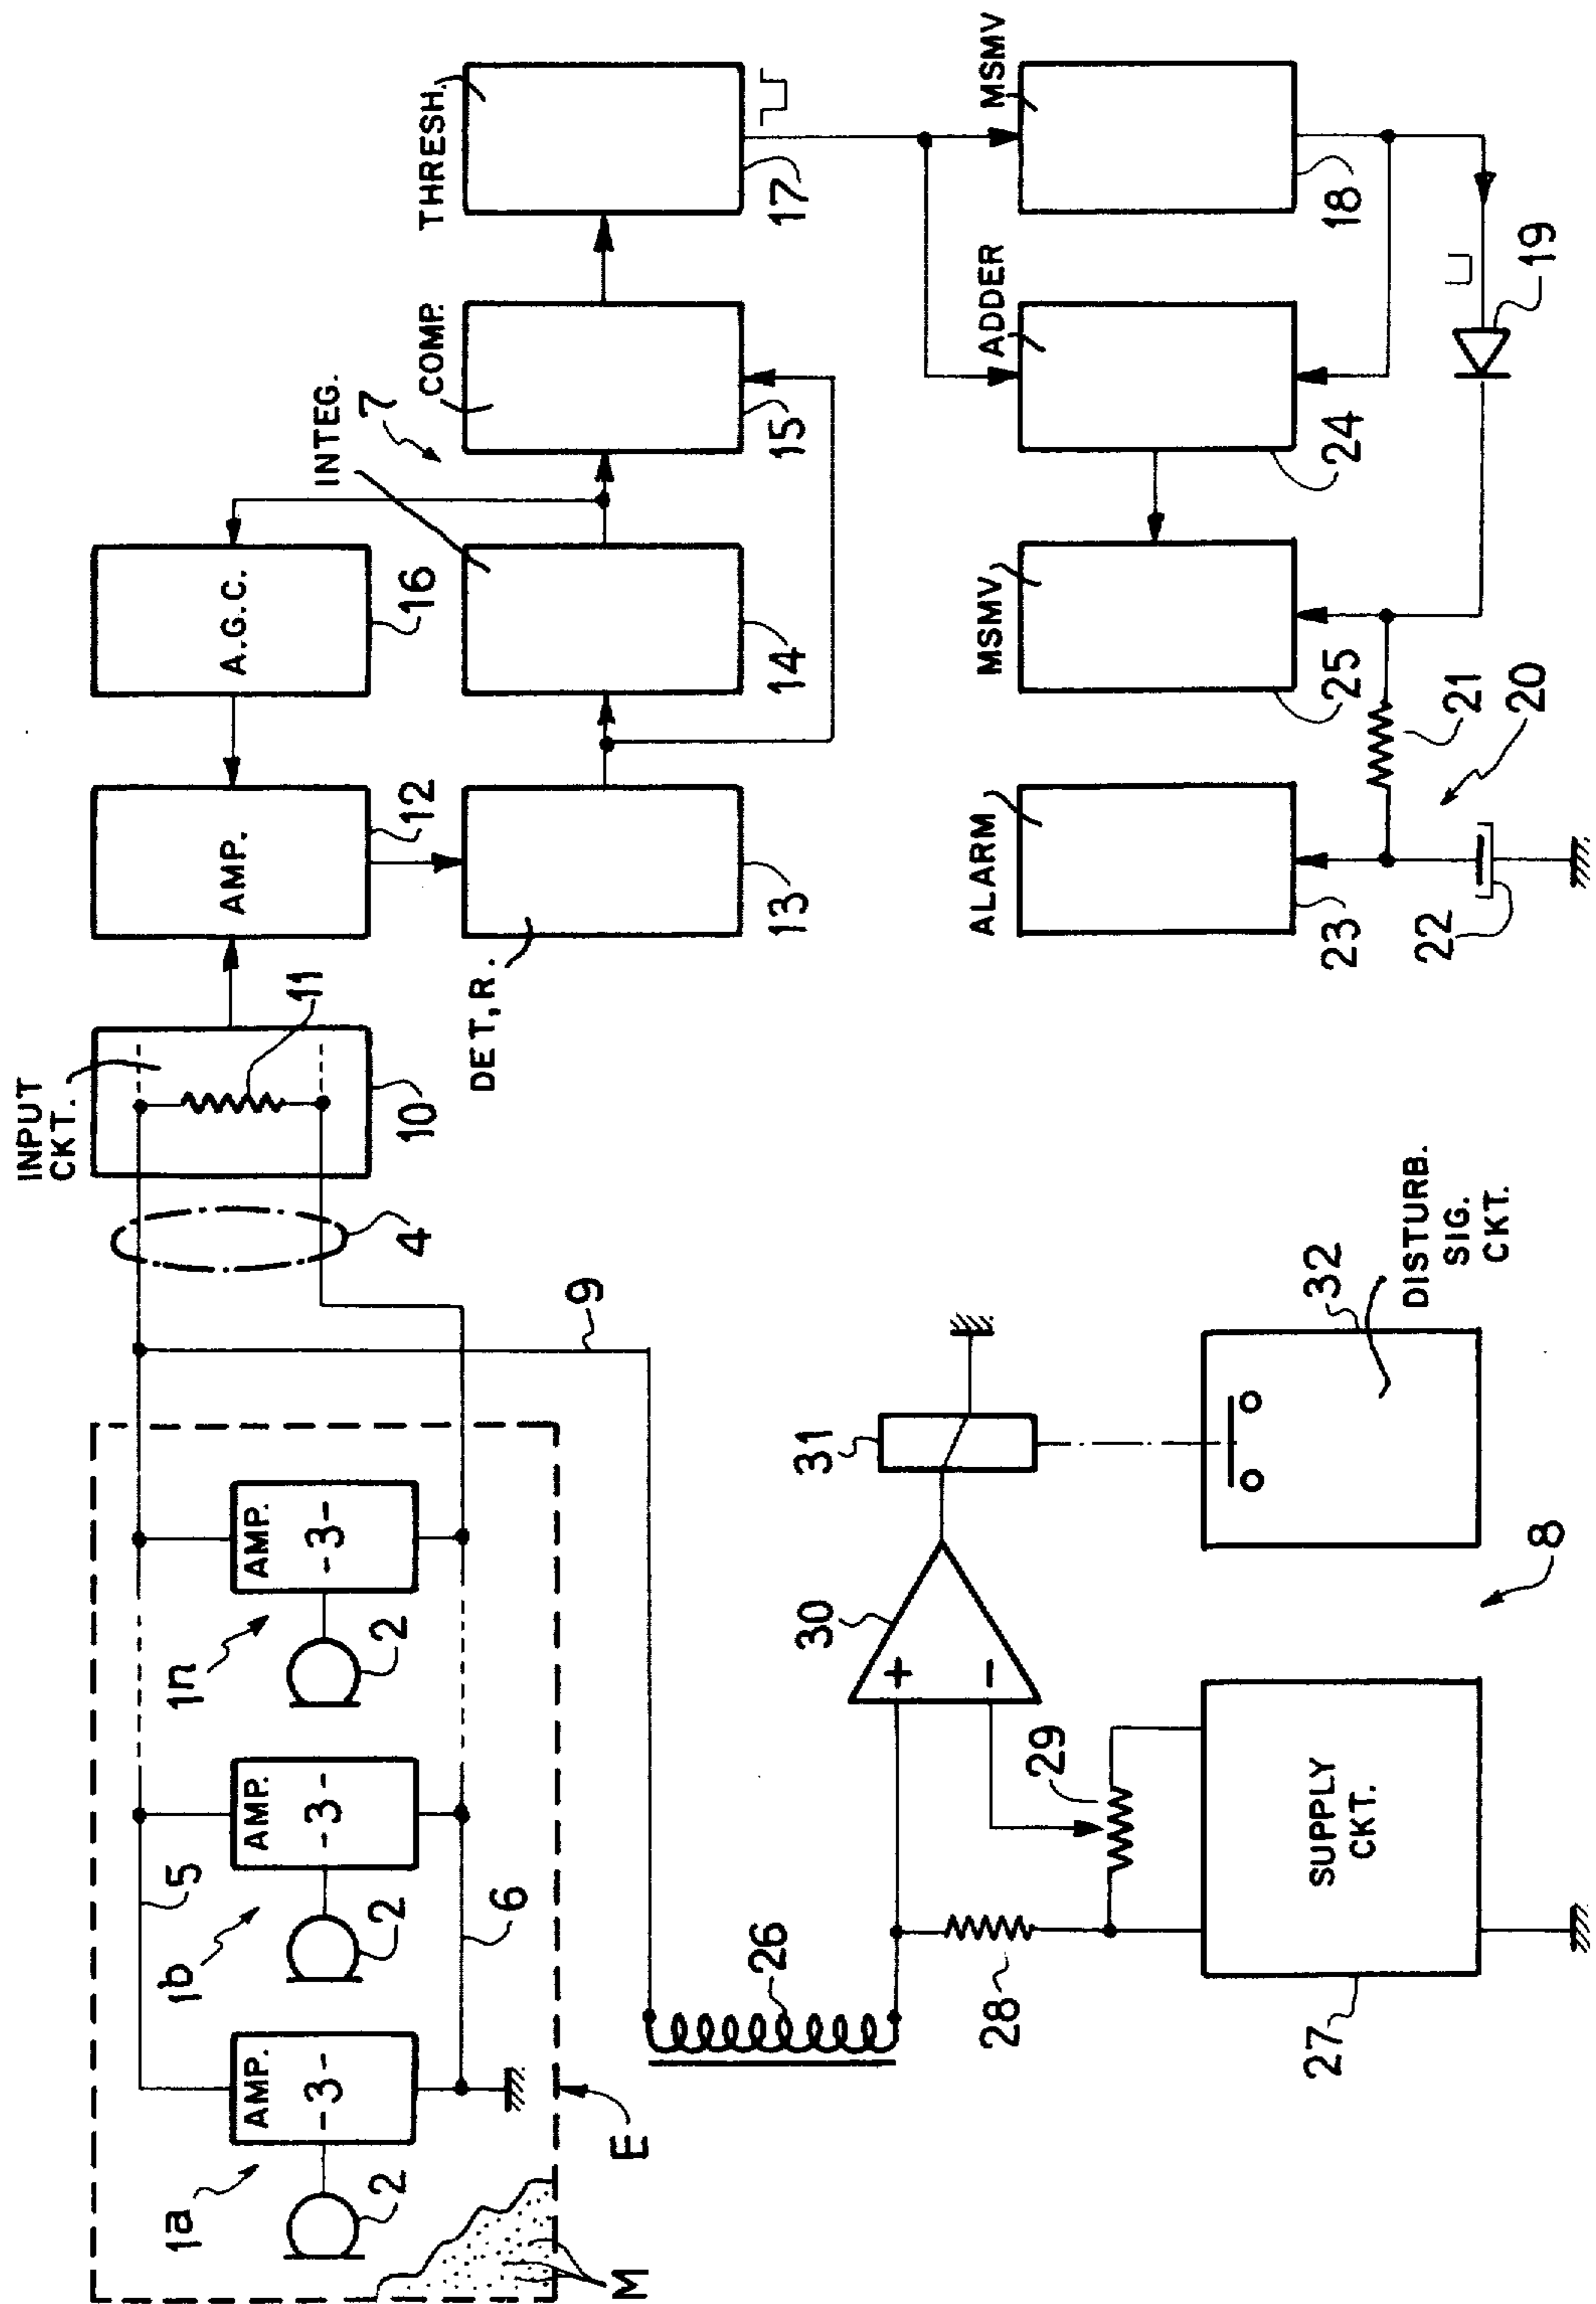 INPUT
CKT.
11
10
4
AMP.
12
A.G.C.
16
DET, R.
13
INTEG.
14
7
COMP.
15
THRESH.
17
MSMV
18
ADDER
24
MSMV
25
ALARM
23
19
20
21
22
1a
1b
1n
AMP.
-3-
AMP.
-3-
AMP.
-3-
2
2
2
5
6
M
E
9
26
28
29
30
+
−
31
SUPPLY
CKT.
27
32
DISTURB.
SIG.
CKT.
8